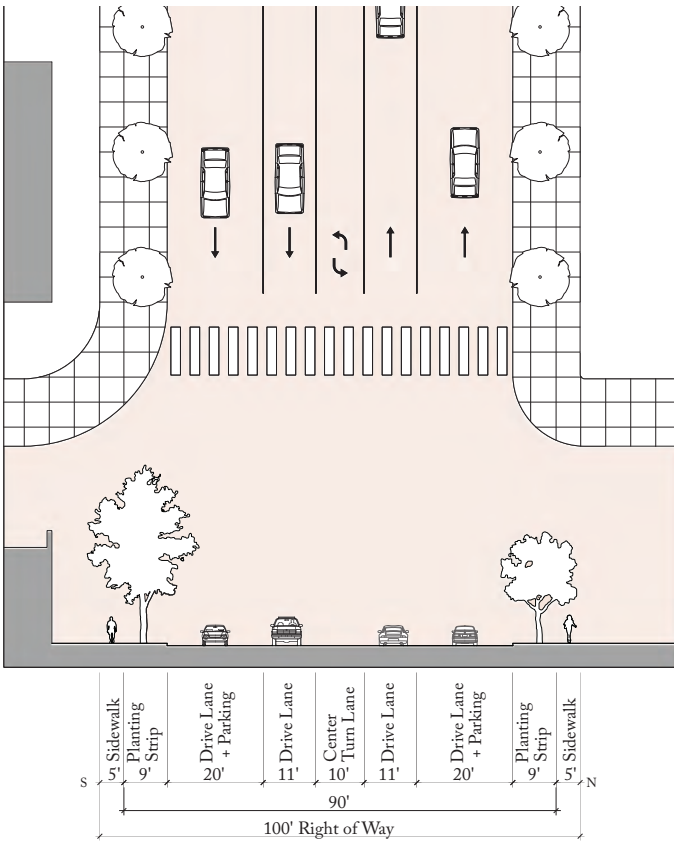 5' Sidewalk
Planting
Strip
9'
Drive Lane
+ Parking
20'
11' Drive Lane
Center
Turn Lane
10'
11' Drive Lane
Drive Lane
+ Parking
20'
Planting
Strip
9'
5' Sidewalk
S
N
90'
100' Right of Way